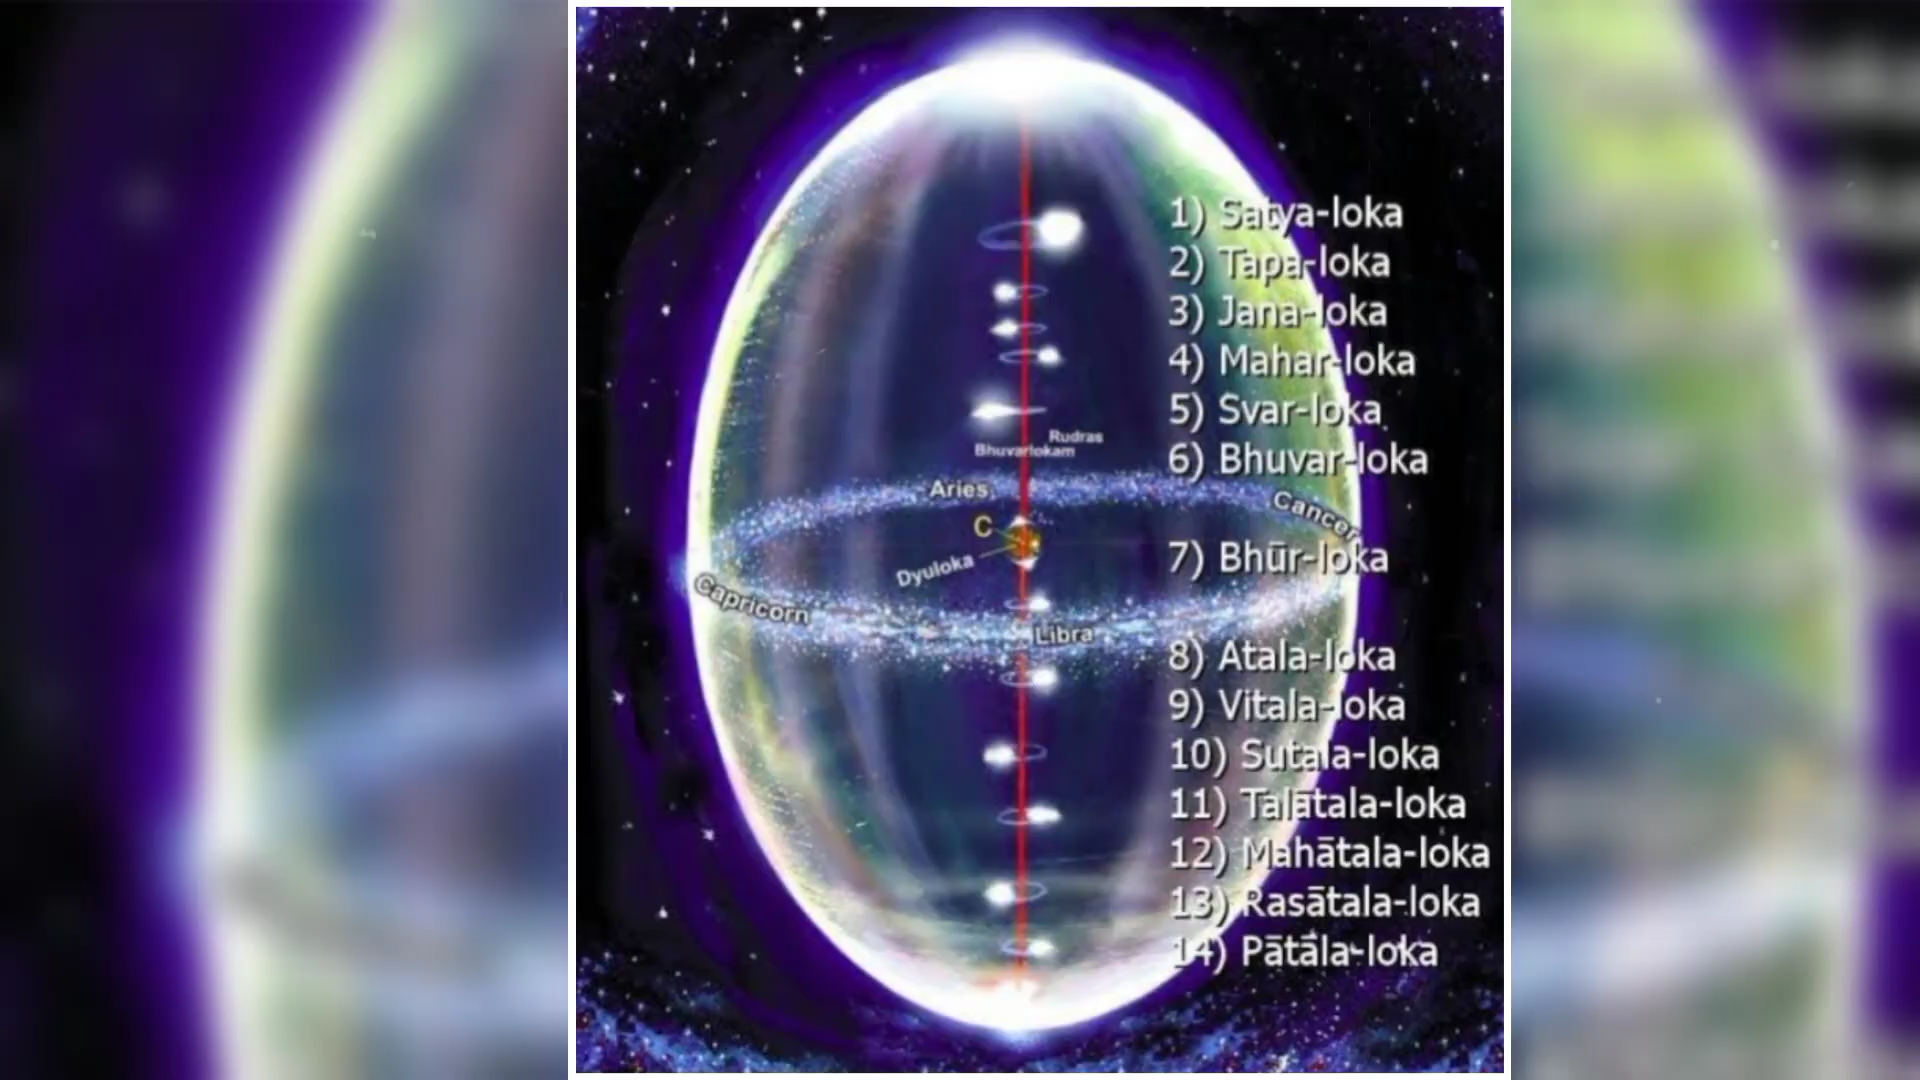 1) Satya-loka
2) Tapa-loka
3) Jana-loka
4) Mahar-loka
5) Svar-loka
Rudras
Bhuvarlokam
6) Bhuvar-loka
Aries
Cancer
C
7) Bhūr-loka
Dyuloka
Capricorn
Libra
8) Atala-loka
9) Vitala-loka
10) Sutala-loka
11) Talātala-loka
12) Mahātala-loka
13) Rasātala-loka
14) Pātāla-loka